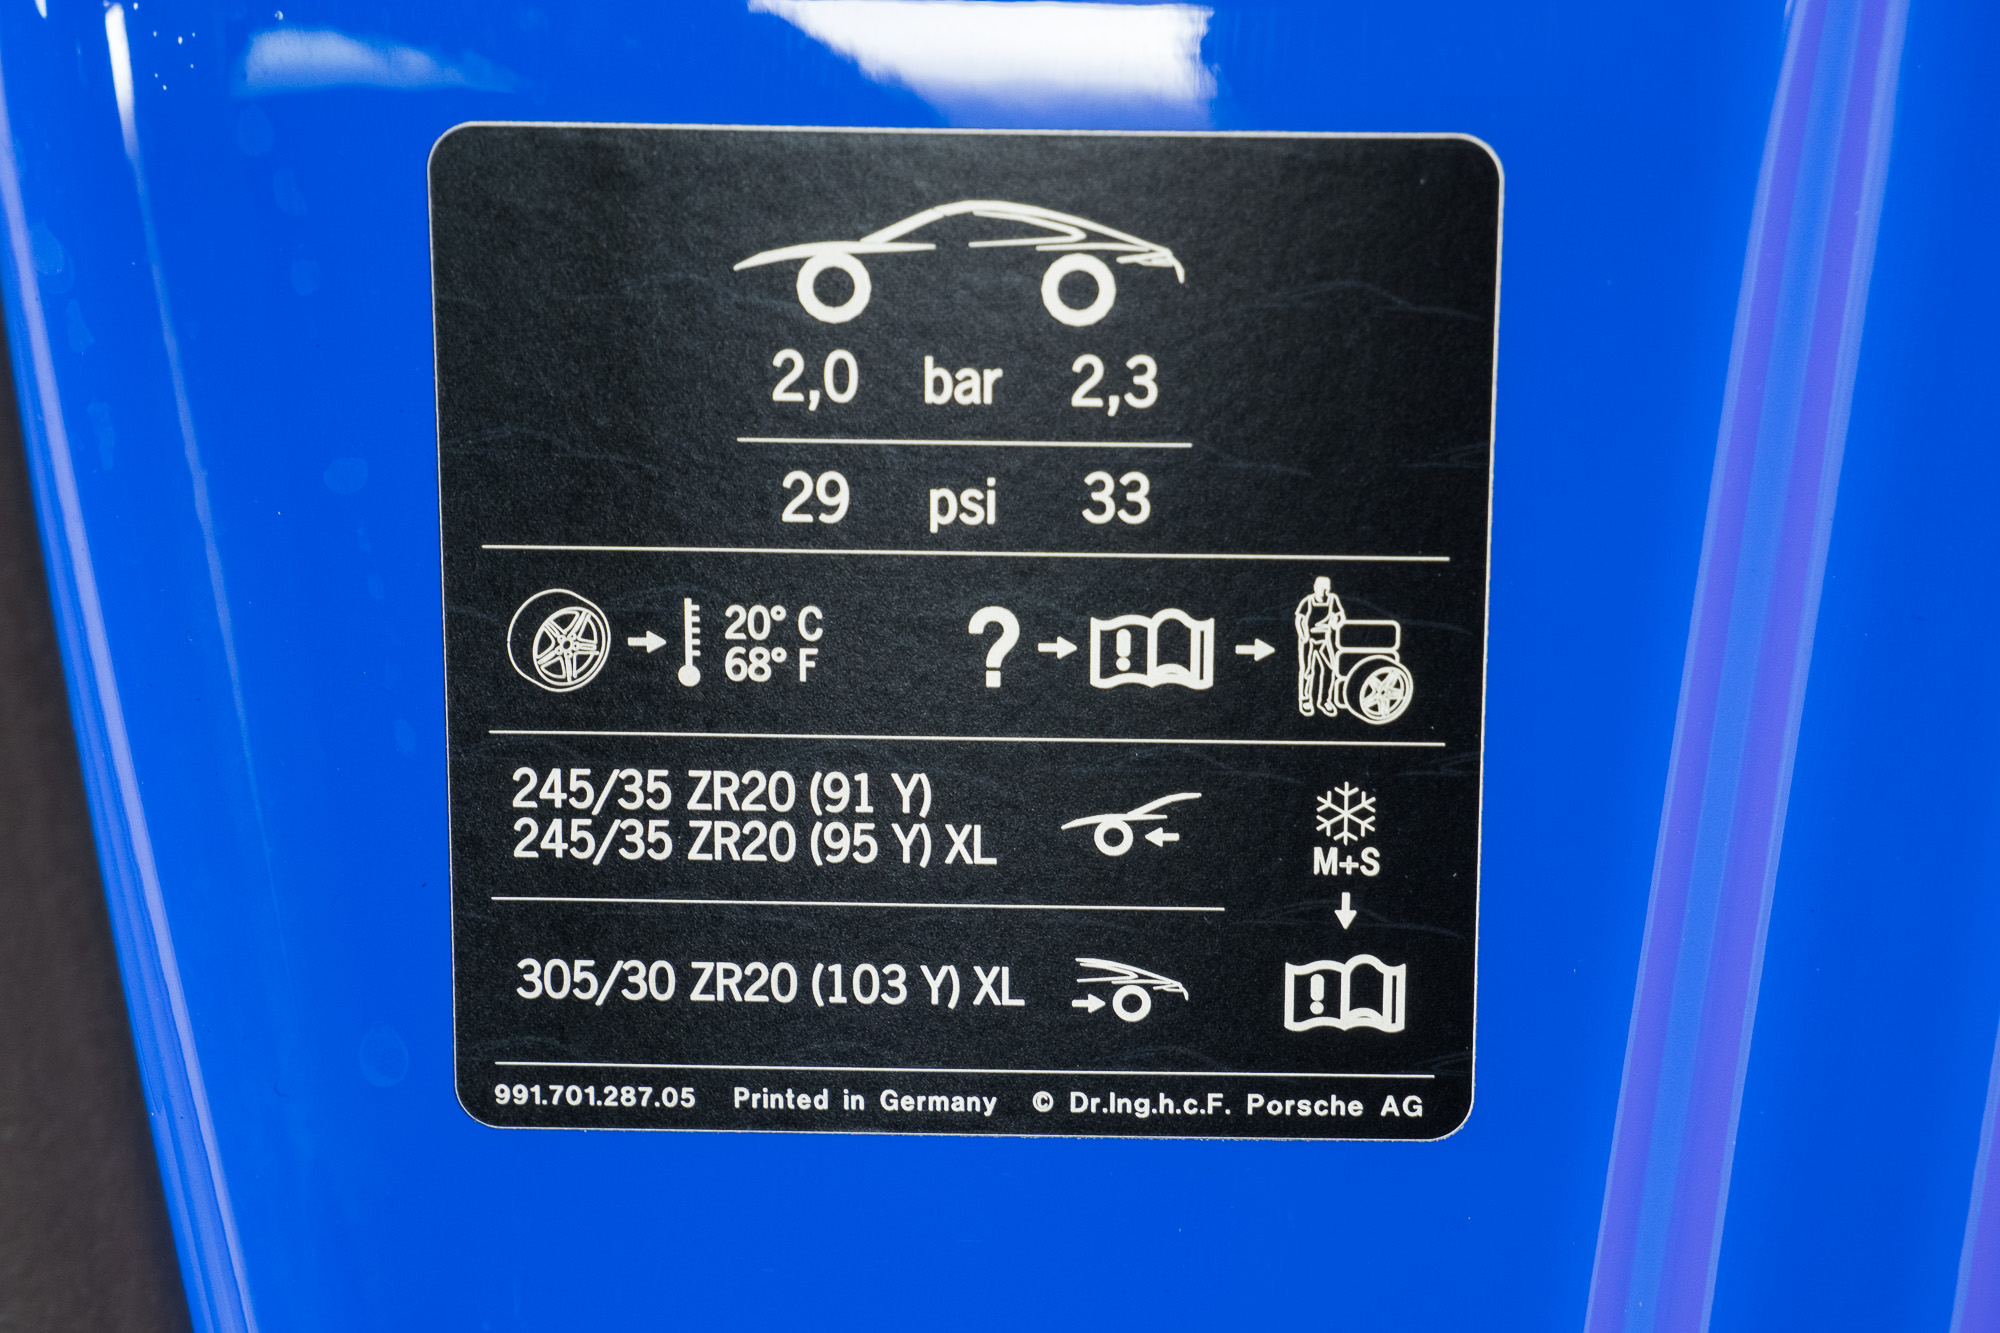 2,0 bar 2,3
29 psi 33
20° C
68° F
?
245/35 ZR20 (91 Y)
245/35 ZR20 (95 Y) XL
M+S
305/30 ZR20 (103 Y) XL
991.701.287.05 Printed in Germany © Dr.Ing.h.c.F. Porsche AG